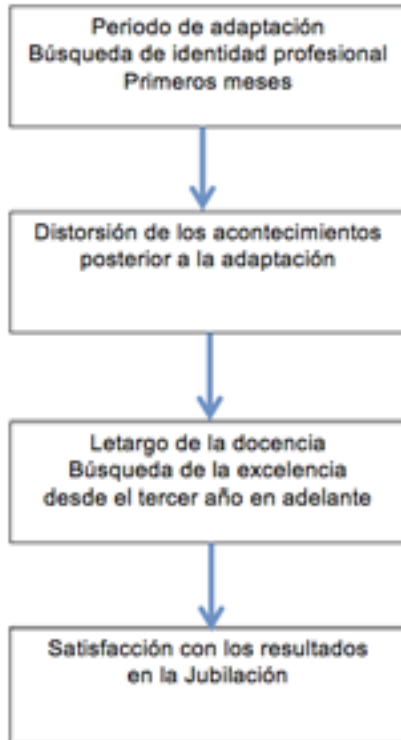 Periodo de adaptación
Búsqueda de identidad profesional
Primeros meses
Distorsión de los acontecimientos
posterior a la adaptación
Letargo de la docencia
Búsqueda de la excelencia
desde el tercer año en adelante
Satisfacción con los resultados
en la Jubilación